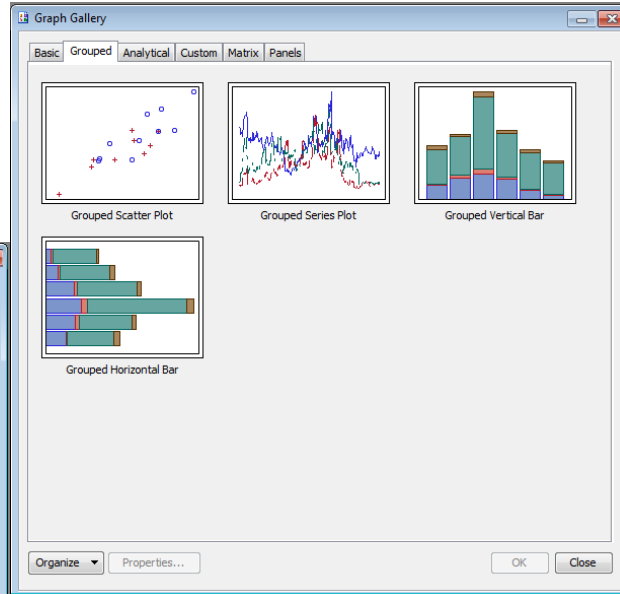 Graph Gallery
Basic Grouped Analytical Custom Matrix Panels
Grouped Scatter Plot Grouped Series Plot Grouped Vertical Bar
Grouped Horizontal Bar
Organize Properties... OK Close